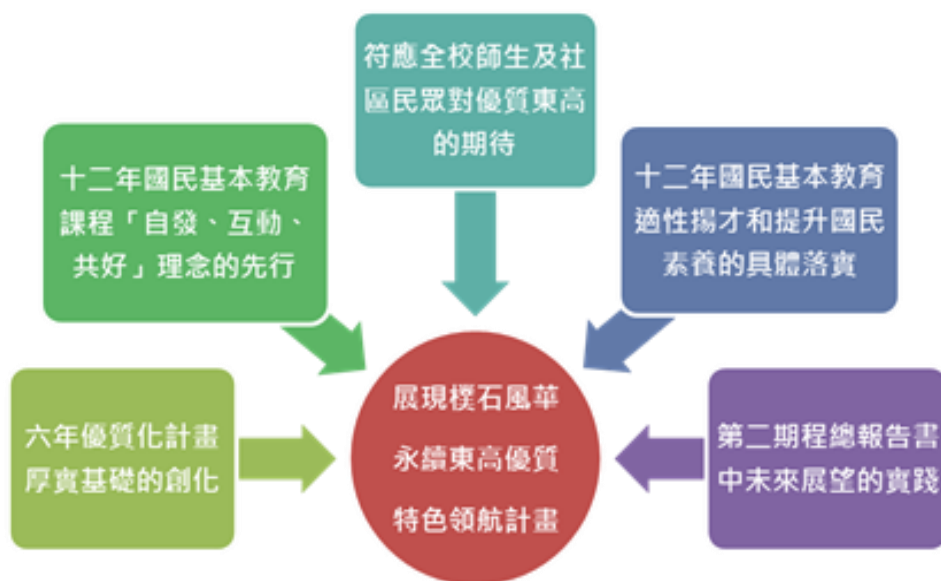 符應全校師生及社
區民眾對優質東高
的期待
十二年國民基本教育
課程「自發、互動、
共好」理念的先行
十二年國民基本教育
適性揚才和提升國民
素養的具體落實
六年優質化計畫
厚實基礎的創化
展現樸石風華
永續東高優質
特色領航計畫
第二期程總報告書
中未來展望的實踐